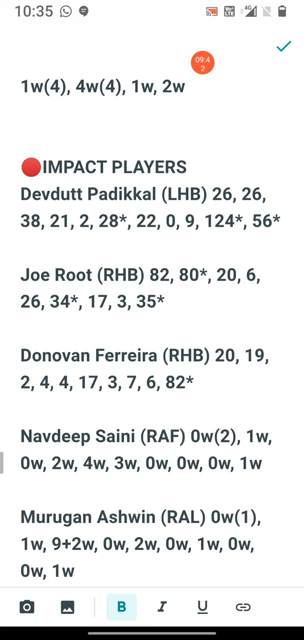 10:35
09:4
2
1w(4), 4w(4), 1w, 2w
🔴IMPACT PLAYERS
Devdutt Padikkal (LHB) 26, 26,
38, 21, 2, 28*, 22, 0, 9, 124*, 56*
Joe Root (RHB) 82, 80*, 20, 6,
26, 34*, 17, 3, 35*
Donovan Ferreira (RHB) 20, 19,
2, 4, 4, 17, 3, 7, 6, 82*
Navdeep Saini (RAF) 0w(2), 1w,
0w, 2w, 4w, 3w, 0w, 0w, 0w, 1w
Murugan Ashwin (RAL) 0w(1),
1w, 9+2w, 0w, 2w, 0w, 1w, 0w,
0w, 1w
B I U